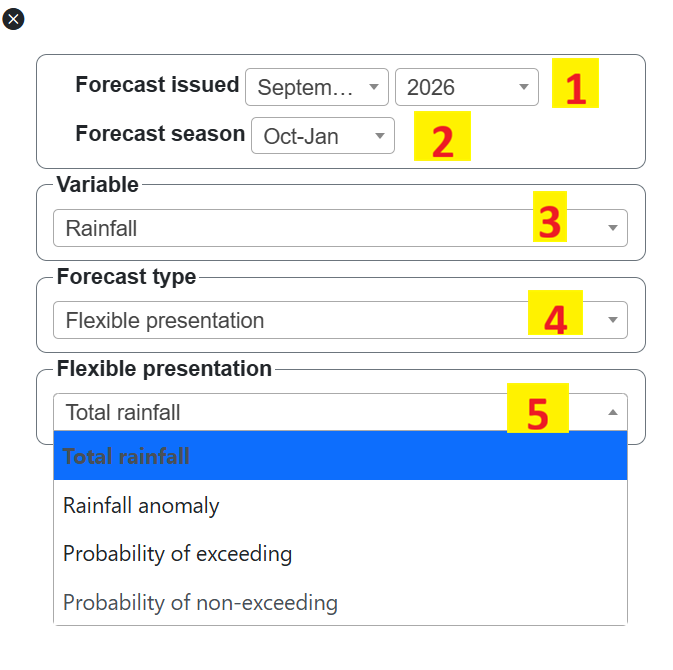 Forecast issued Septem... 2026 1
Forecast season Oct-Jan 2
Variable
Rainfall 3
Forecast type
Flexible presentation 4
Flexible presentation
Total rainfall 5
Total rainfall
Rainfall anomaly
Probability of exceeding
Probability of non-exceeding